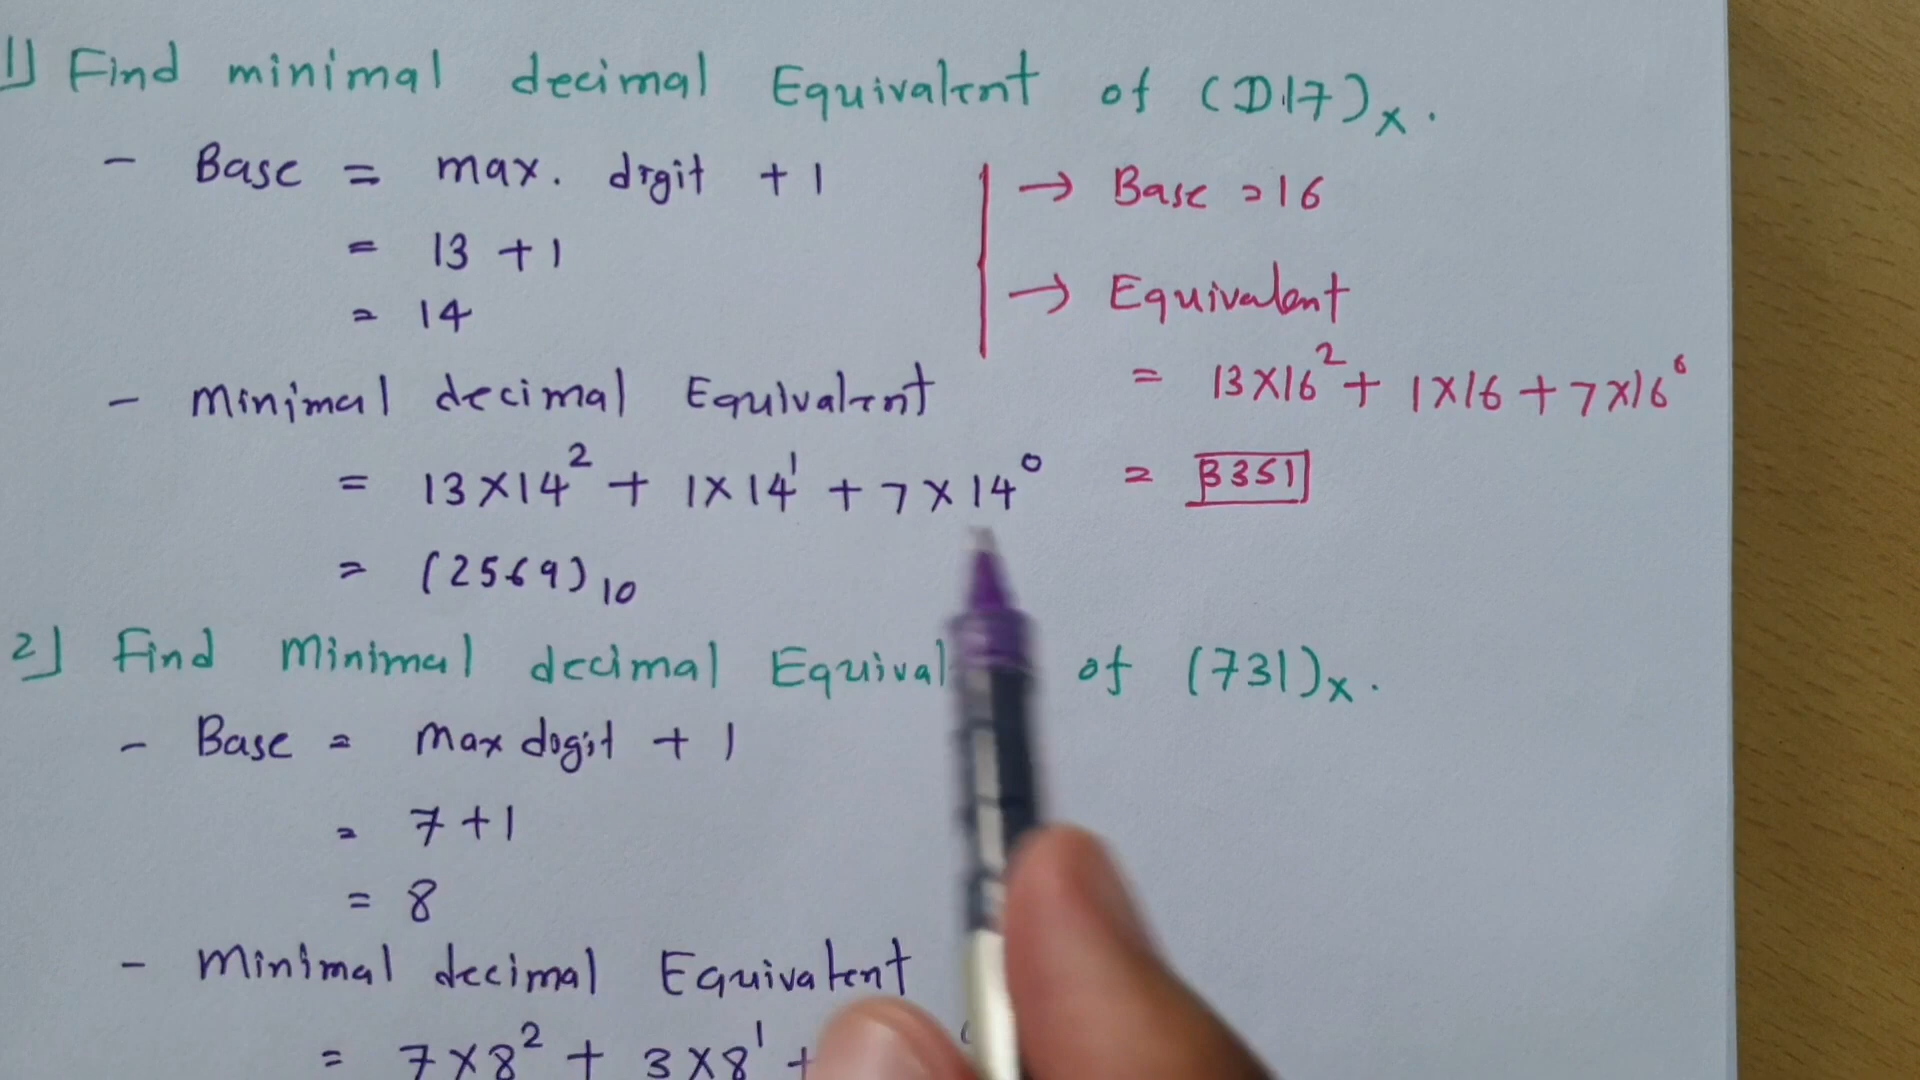 1) Find minimal decimal Equivalent of (D17)x.
- Base = max. digit + 1
= 13 + 1
= 14
- Minimal decimal Equivalent
= 13 X 14² + 1 X 14¹ + 7 X 14⁰
= (2569)₁₀
→ Base = 16
→ Equivalent
= 13 X 16² + 1 X 16 + 7 X 16⁰
= 3351
2) Find Minimal decimal Equival of (731)x.
- Base = Max digit + 1
= 7 + 1
= 8
- Minimal decimal Equivalent
= 7 X 8² + 3 X 8¹ +